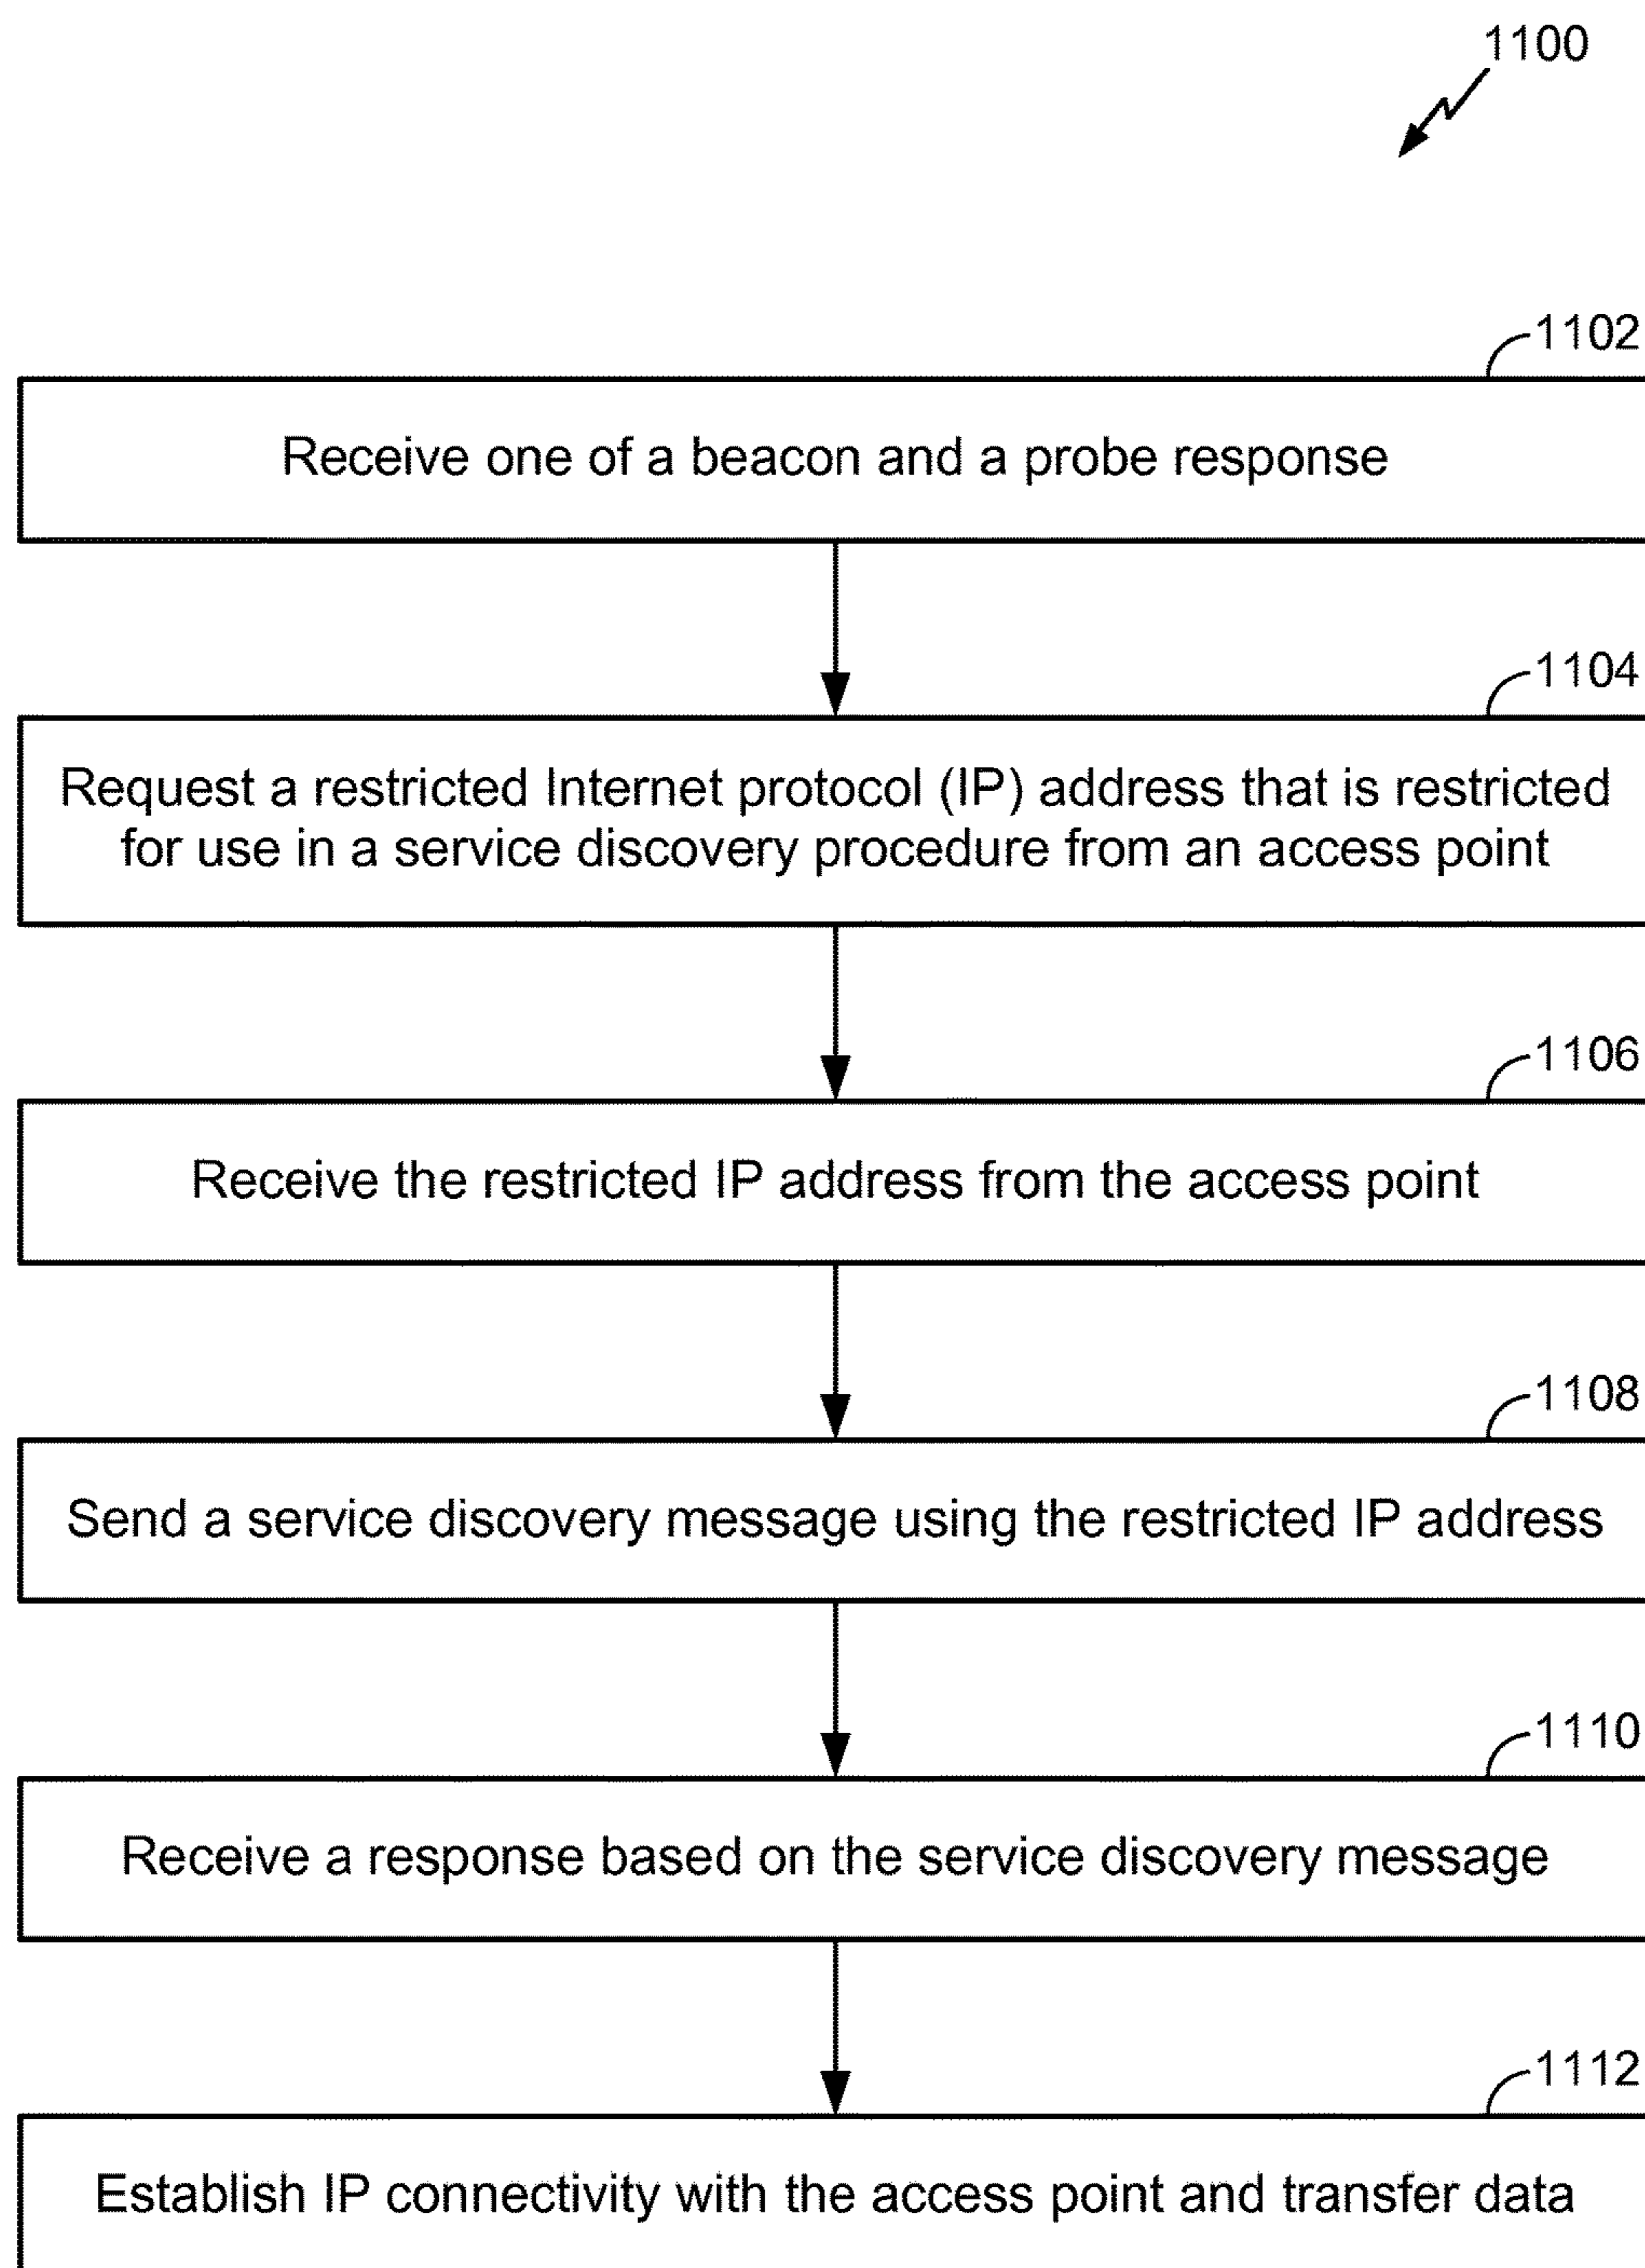 1100
1102
Receive one of a beacon and a probe response
1104
Request a restricted Internet protocol (IP) address that is restricted
for use in a service discovery procedure from an access point
1106
Receive the restricted IP address from the access point
1108
Send a service discovery message using the restricted IP address
1110
Receive a response based on the service discovery message
1112
Establish IP connectivity with the access point and transfer data